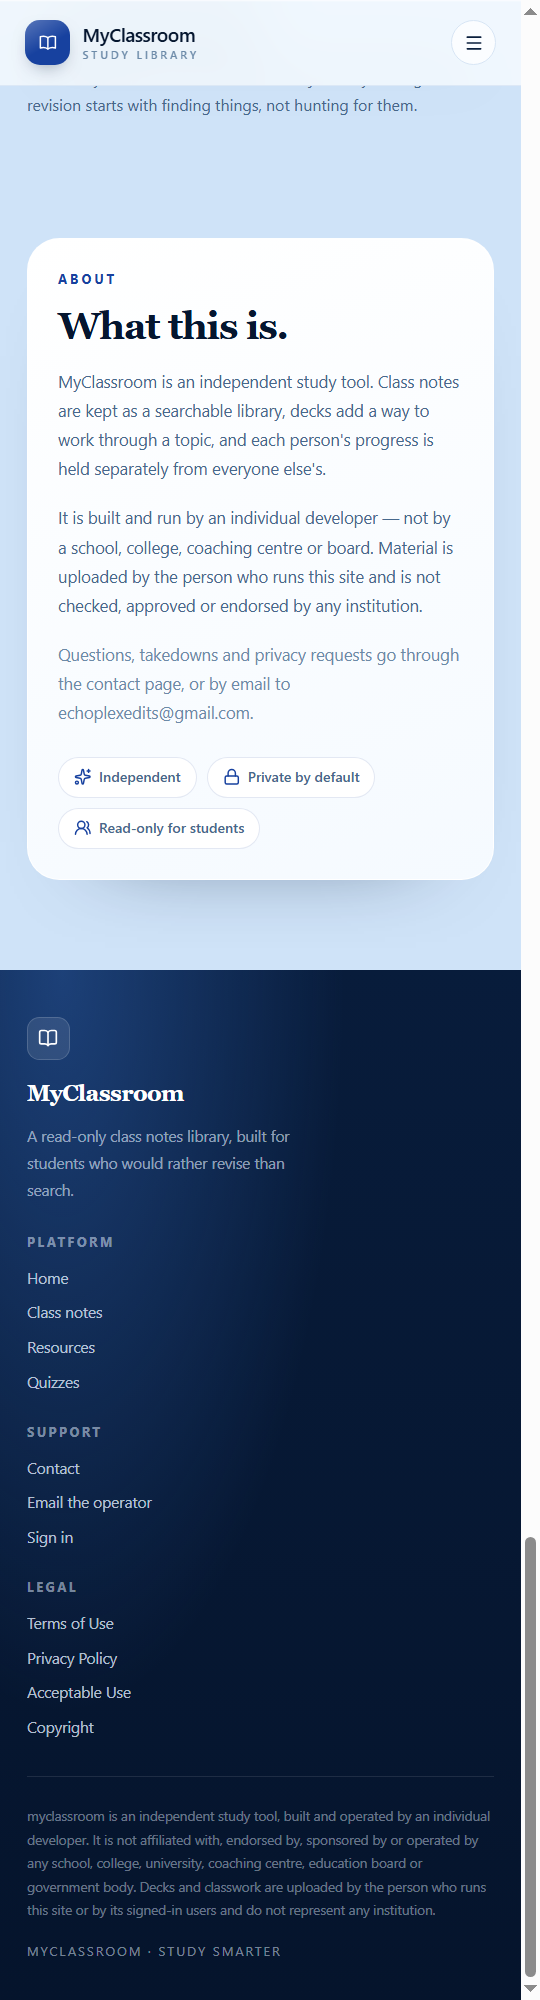 MyClassroom
STUDY LIBRARY
revision starts with finding things, not hunting for them.
ABOUT
What this is.
MyClassroom is an independent study tool. Class notes
are kept as a searchable library, decks add a way to
work through a topic, and each person's progress is
held separately from everyone else's.
It is built and run by an individual developer — not by
a school, college, coaching centre or board. Material is
uploaded by the person who runs this site and is not
checked, approved or endorsed by any institution.
Questions, takedowns and privacy requests go through
the contact page, or by email to
echoplexedits@gmail.com.
Independent
Private by default
Read-only for students
MyClassroom
A read-only class notes library, built for
students who would rather revise than
search.
PLATFORM
Home
Class notes
Resources
Quizzes
SUPPORT
Contact
Email the operator
Sign in
LEGAL
Terms of Use
Privacy Policy
Acceptable Use
Copyright
myclassroom is an independent study tool, built and operated by an individual
developer. It is not affiliated with, endorsed by, sponsored by or operated by
any school, college, university, coaching centre, education board or
government body. Decks and classwork are uploaded by the person who runs
this site or by its signed-in users and do not represent any institution.
MYCLASSROOM · STUDY SMARTER